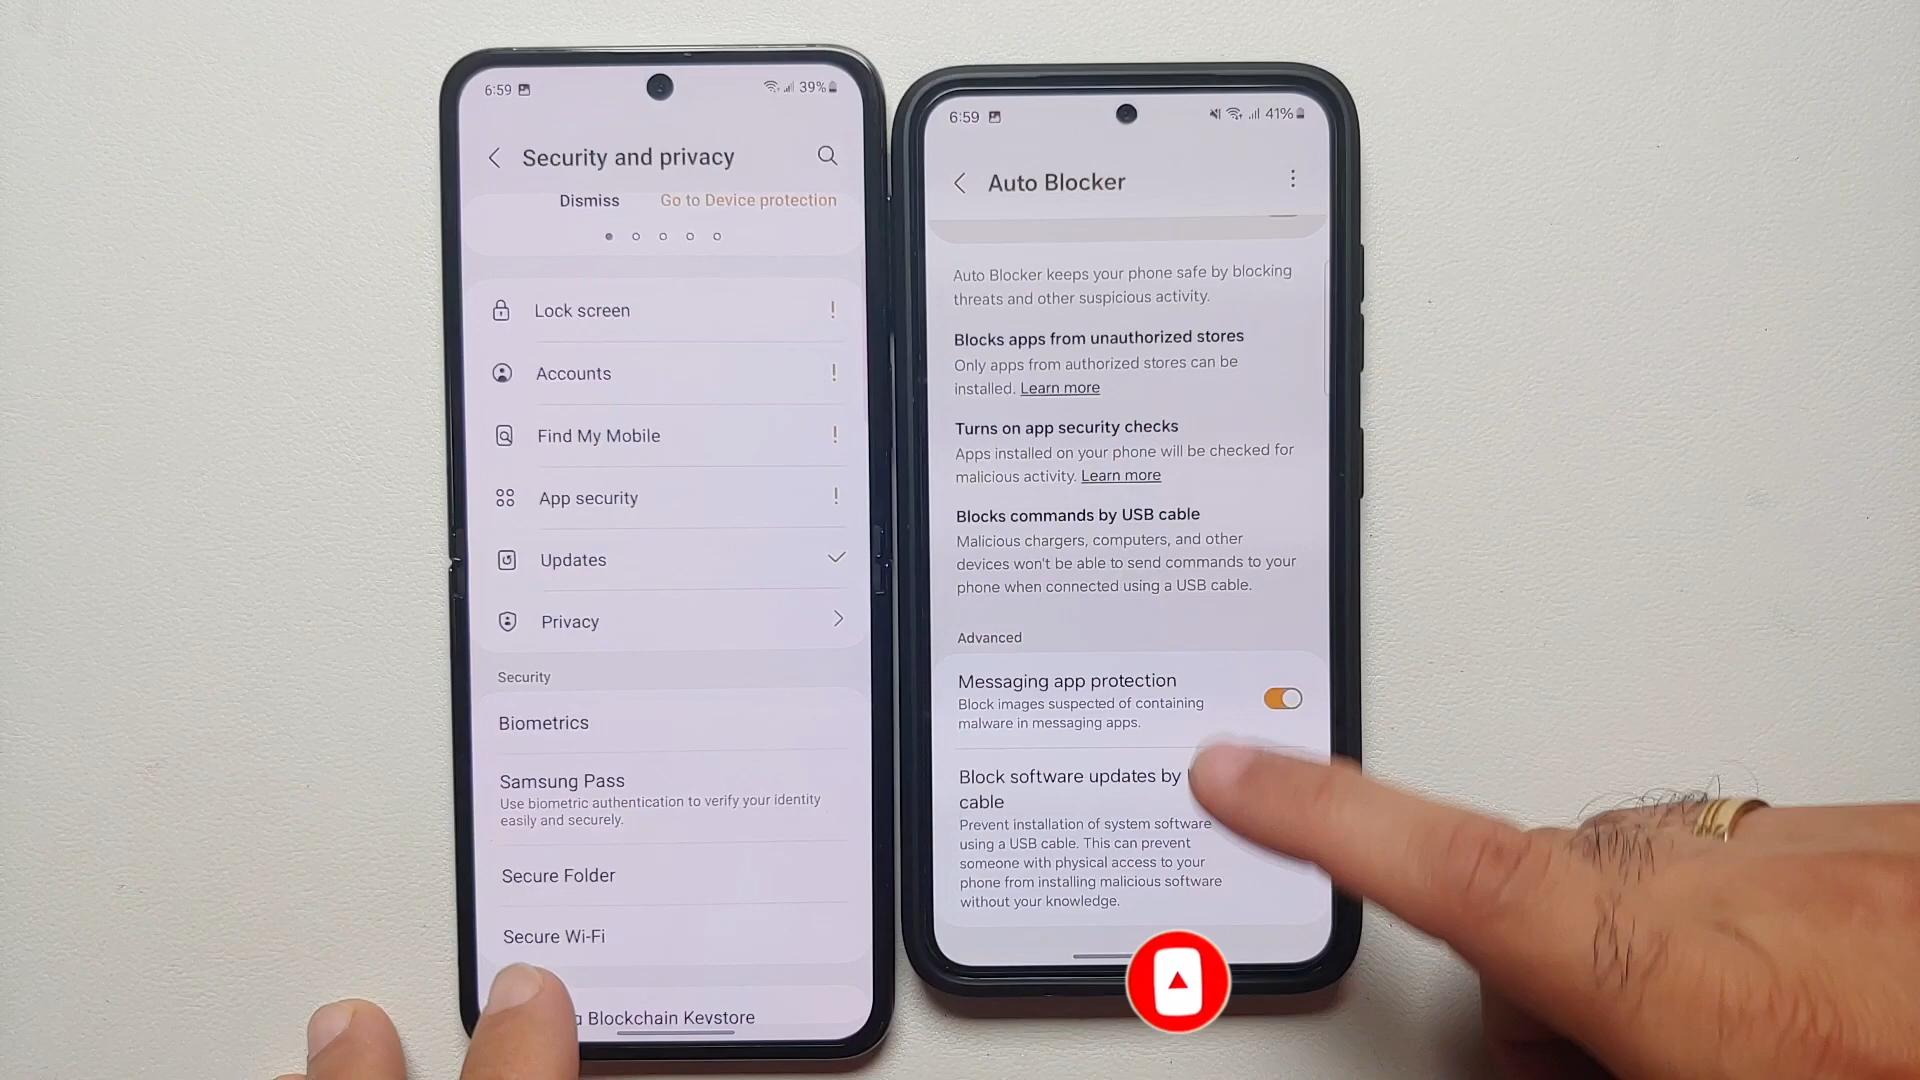 6:59
39%
Security and privacy
Dismiss
Go to Device protection
Lock screen
!
Accounts
!
Find My Mobile
!
App security
!
Updates
Privacy
Security
Biometrics
Samsung Pass
Use biometric authentication to verify your identity
easily and securely.
Secure Folder
Secure Wi-Fi
Blockchain Keystore
6:59
41%
Auto Blocker
Auto Blocker keeps your phone safe by blocking
threats and other suspicious activity.
Blocks apps from unauthorized stores
Only apps from authorized stores can be
installed. Learn more
Turns on app security checks
Apps installed on your phone will be checked for
malicious activity. Learn more
Blocks commands by USB cable
Malicious chargers, computers, and other
devices won't be able to send commands to your
phone when connected using a USB cable.
Advanced
Messaging app protection
Block images suspected of containing
malware in messaging apps.
Block software updates by
cable
Prevent installation of system software
using a USB cable. This can prevent
someone with physical access to your
phone from installing malicious software
without your knowledge.